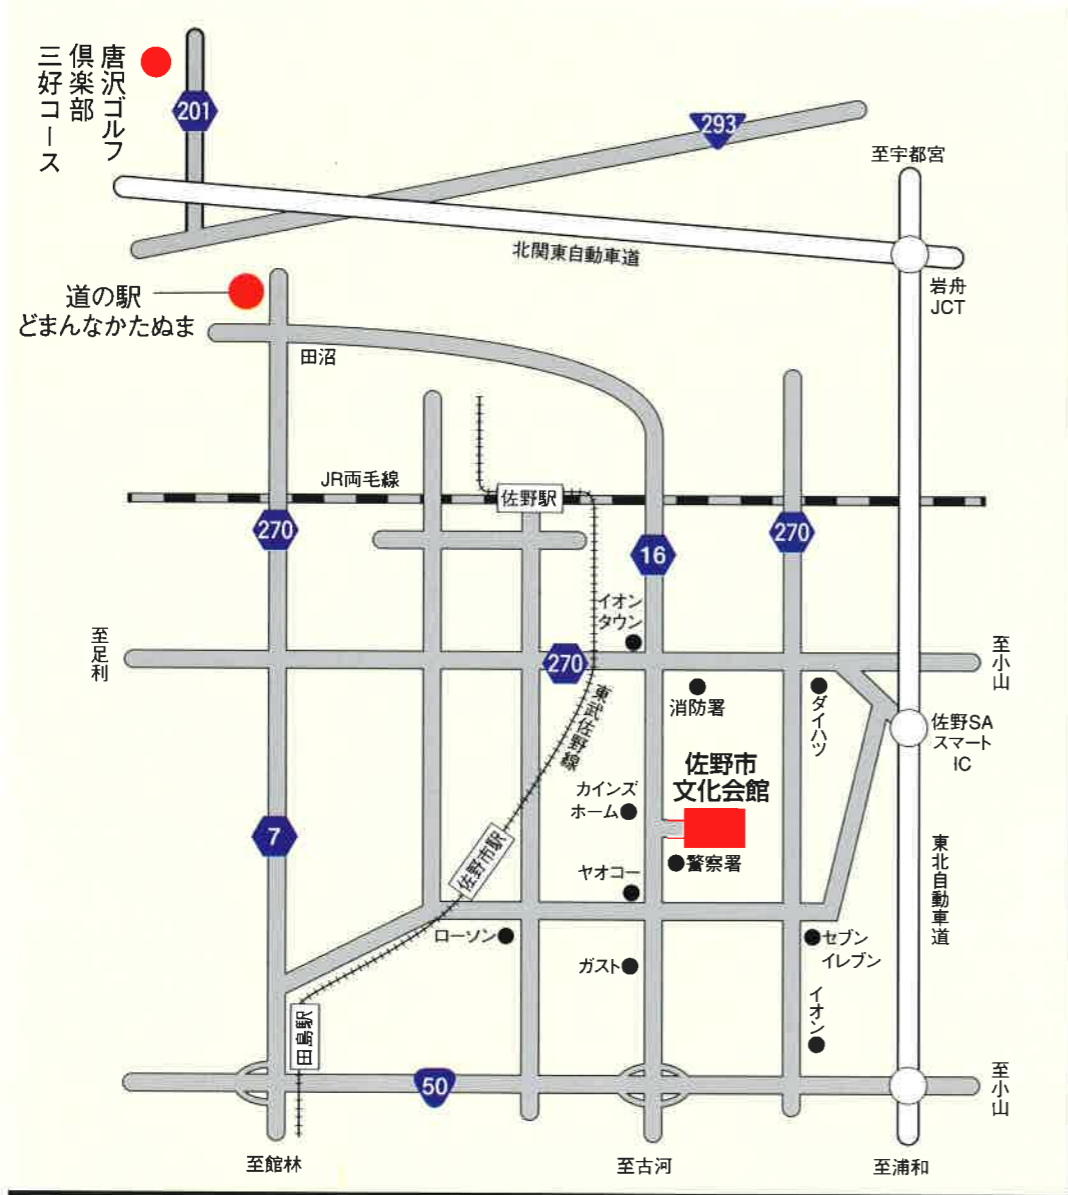 唐沢ゴルフ
倶楽部
三好コース
201
293
至宇都宮
北関東自動車道
岩舟
JCT
道の駅
どまんなかたぬま
田沼
JR両毛線
佐野駅
270
16
270
イオン
タウン
至足利
270
至小山
消防署
ダイハツ
東武佐野線
佐野SA
スマート
IC
佐野市
文化会館
カインズ
ホーム
7
佐野市駅
警察署
ヤオコー
東北自動車道
ローソン
セブン
イレブン
ガスト
イオン
田島駅
50
至小山
至館林
至古河
至浦和